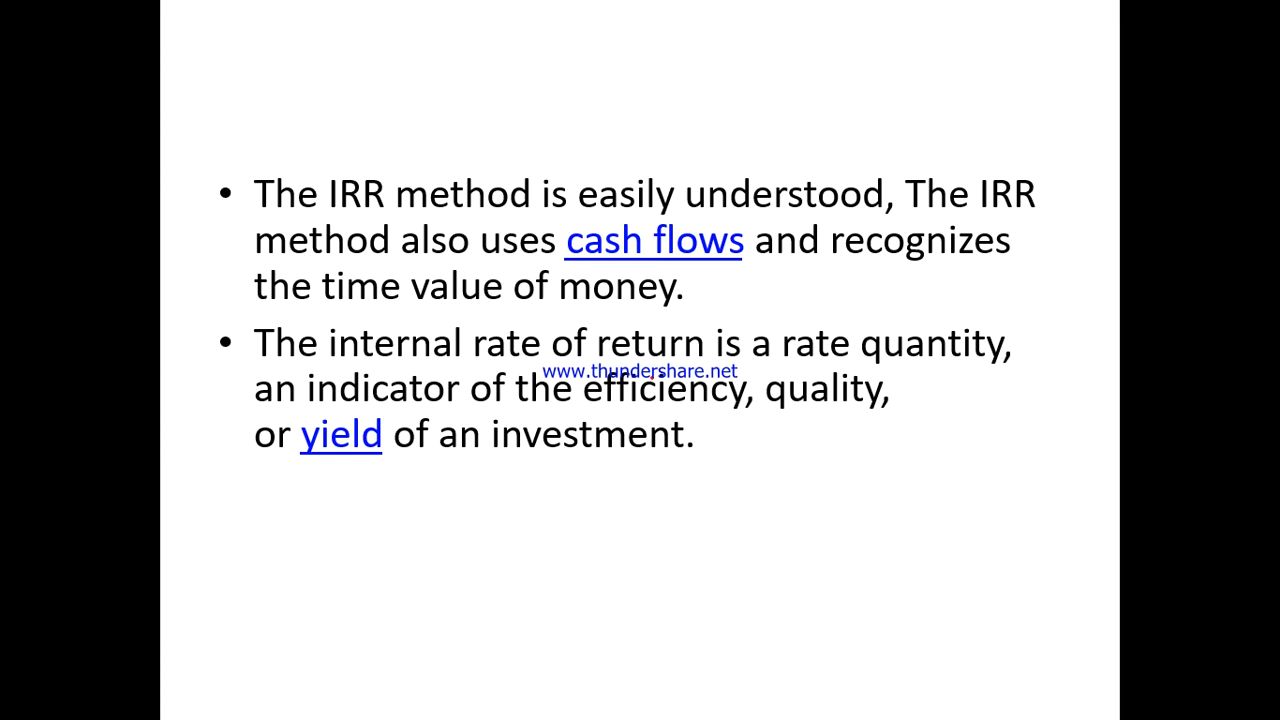 • The IRR method is easily understood, The IRR
method also uses cash flows and recognizes
the time value of money.
• The internal rate of return is a rate quantity,
www.thundershare.net
an indicator of the efficiency, quality,
or yield of an investment.